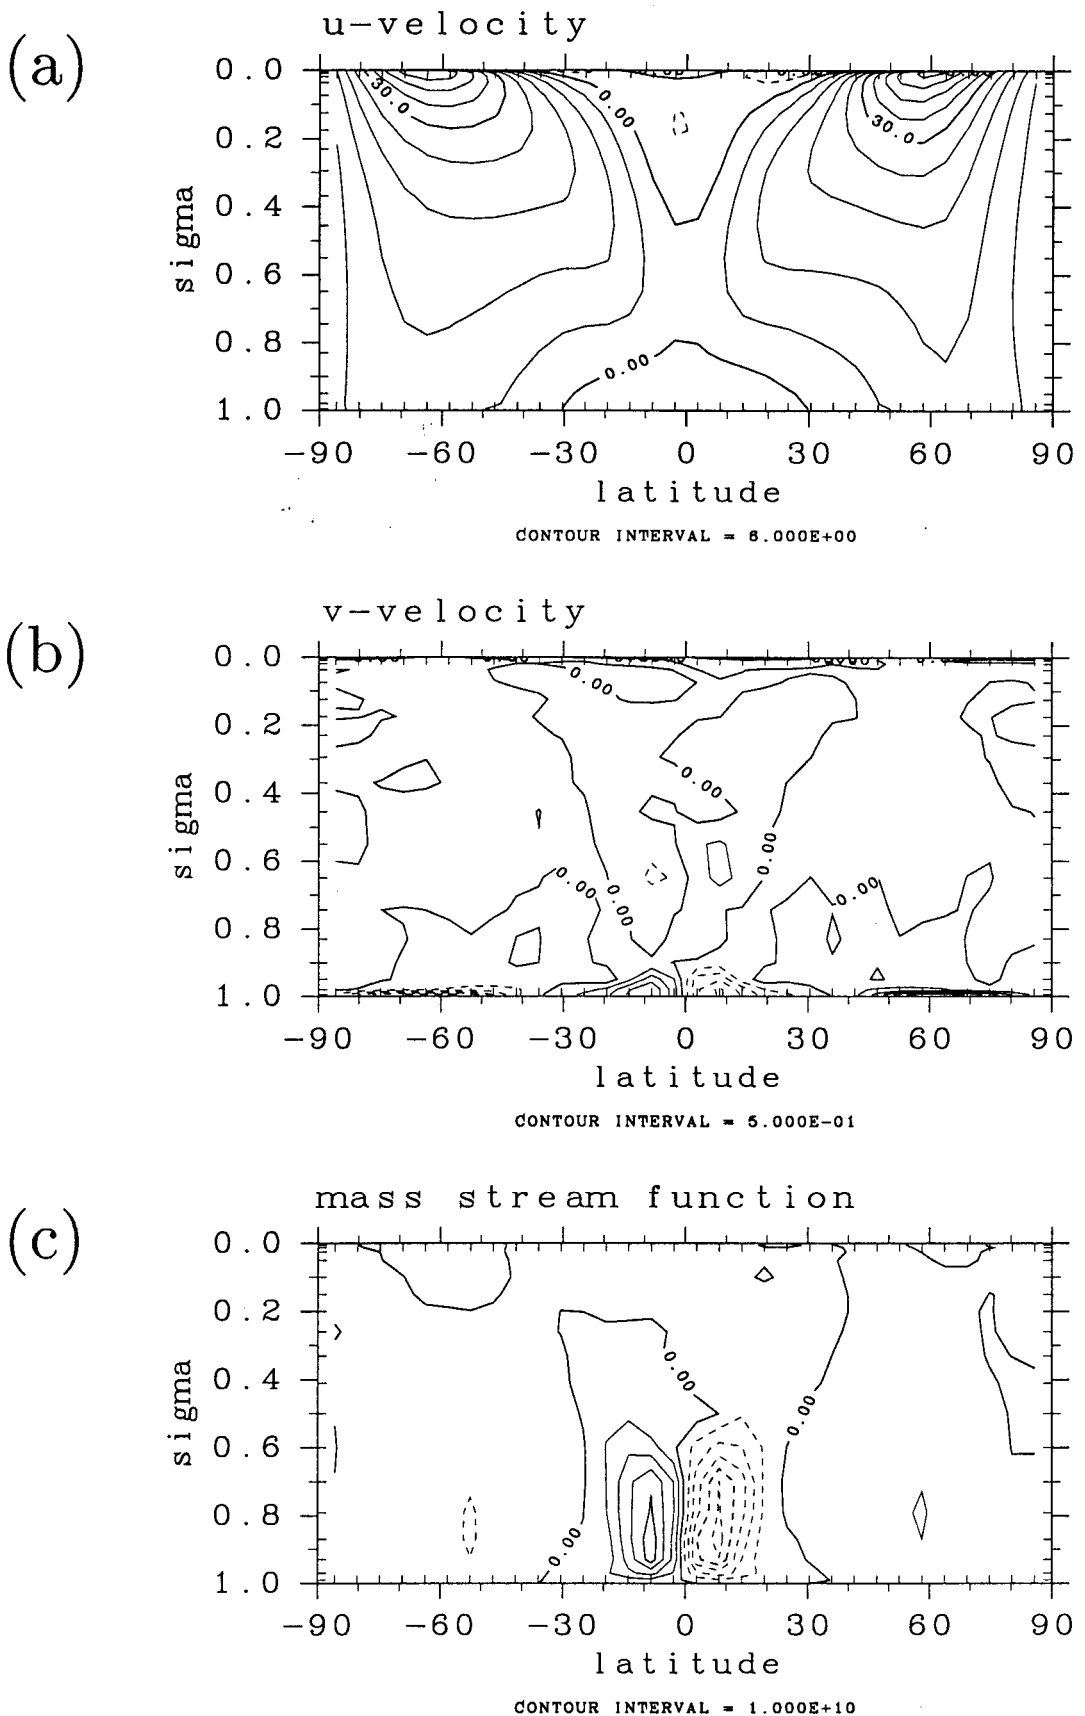 (a)
u-velocity
0.0
0.2
0.4
0.6
0.8
1.0
sigma
30.0
0.00
30.0
0.00
-90 -60 -30 0 30 60 90
latitude
CONTOUR INTERVAL = 6.000E+00
(b)
v-velocity
0.0
0.2
0.4
0.6
0.8
1.0
sigma
0.00
0.00
0.00
0.00
0.00
0.00
-90 -60 -30 0 30 60 90
latitude
CONTOUR INTERVAL = 5.000E-01
(c)
mass stream function
0.0
0.2
0.4
0.6
0.8
1.0
sigma
0.00
0.00
0.00
-90 -60 -30 0 30 60 90
latitude
CONTOUR INTERVAL = 1.000E+10